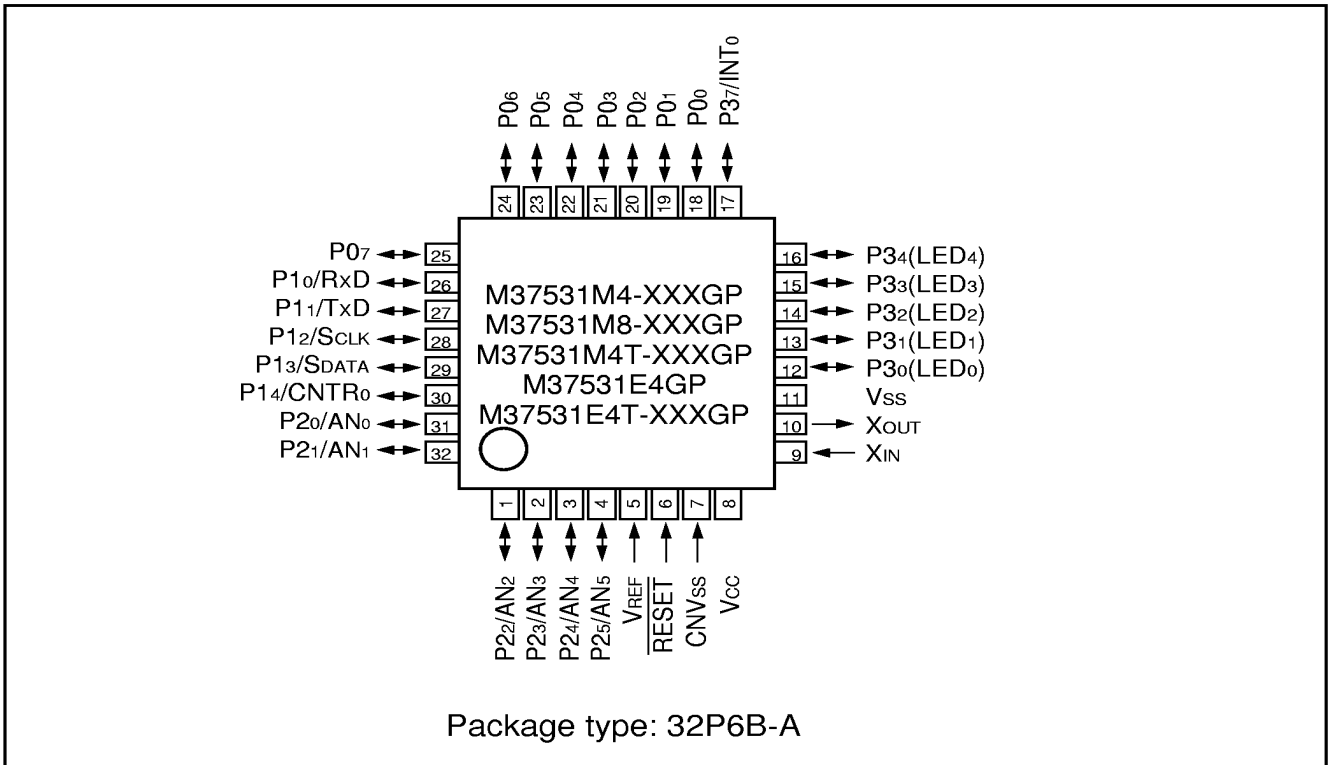 P06
P05
P04
P03
P02
P01
P00
P37/INT0
24
23
22
21
20
19
18
17
P07
25
P10/RxD
26
P11/TxD
27
P12/SCLK
28
P13/SDATA
29
P14/CNTR0
30
P20/AN0
31
P21/AN1
32
M37531M4-XXXGP
M37531M8-XXXGP
M37531M4T-XXXGP
M37531E4GP
M37531E4T-XXXGP
16
P34(LED4)
15
P33(LED3)
14
P32(LED2)
13
P31(LED1)
12
P30(LED0)
11
VSS
10
XOUT
9
XIN
1
2
3
4
5
6
7
8
P22/AN2
P23/AN3
P24/AN4
P25/AN5
VREF
RESET
CNVSS
VCC
Package type: 32P6B-A